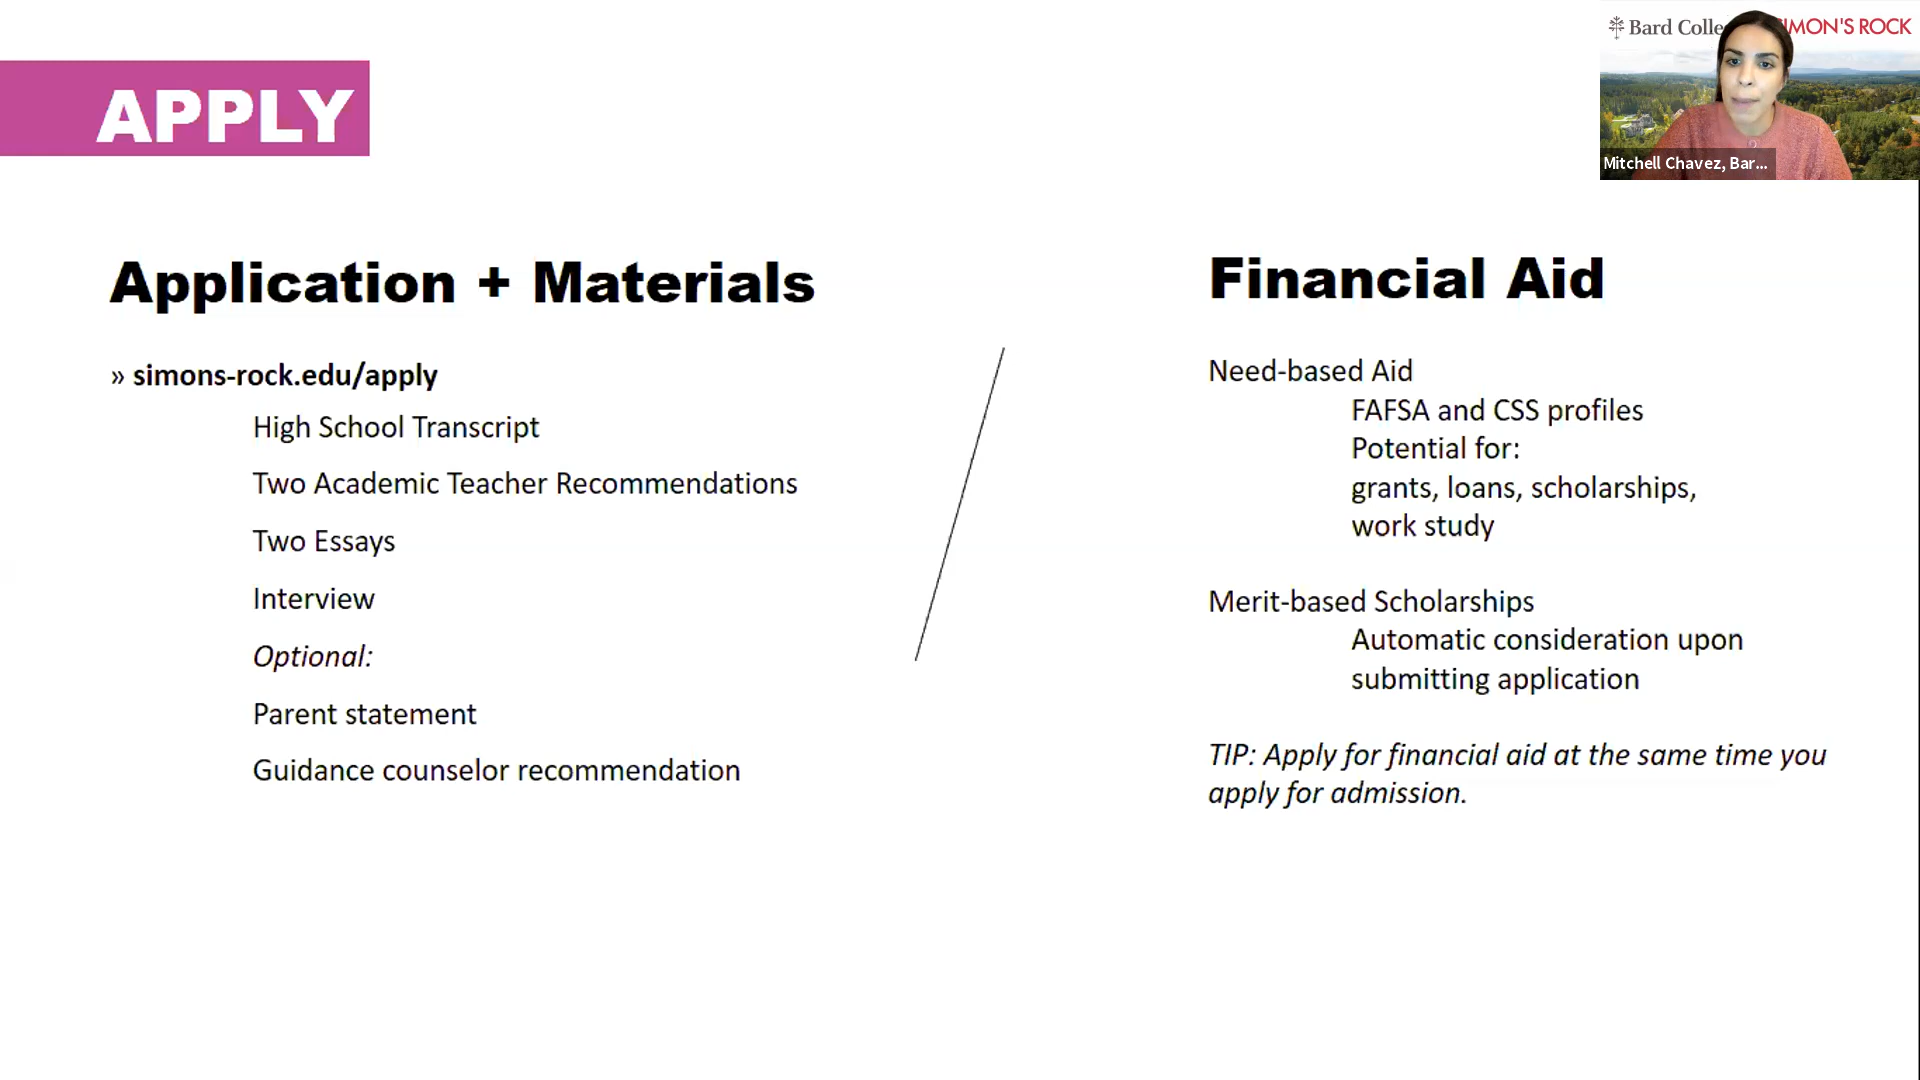 APPLY
Bard Colle
SIMON'S ROCK
Mitchell Chavez, Bar...
Application + Materials
» simons-rock.edu/apply
High School Transcript
Two Academic Teacher Recommendations
Two Essays
Interview
Optional:
Parent statement
Guidance counselor recommendation
Financial Aid
Need-based Aid
FAFSA and CSS profiles
Potential for:
grants, loans, scholarships,
work study
Merit-based Scholarships
Automatic consideration upon
submitting application
TIP: Apply for financial aid at the same time you
apply for admission.